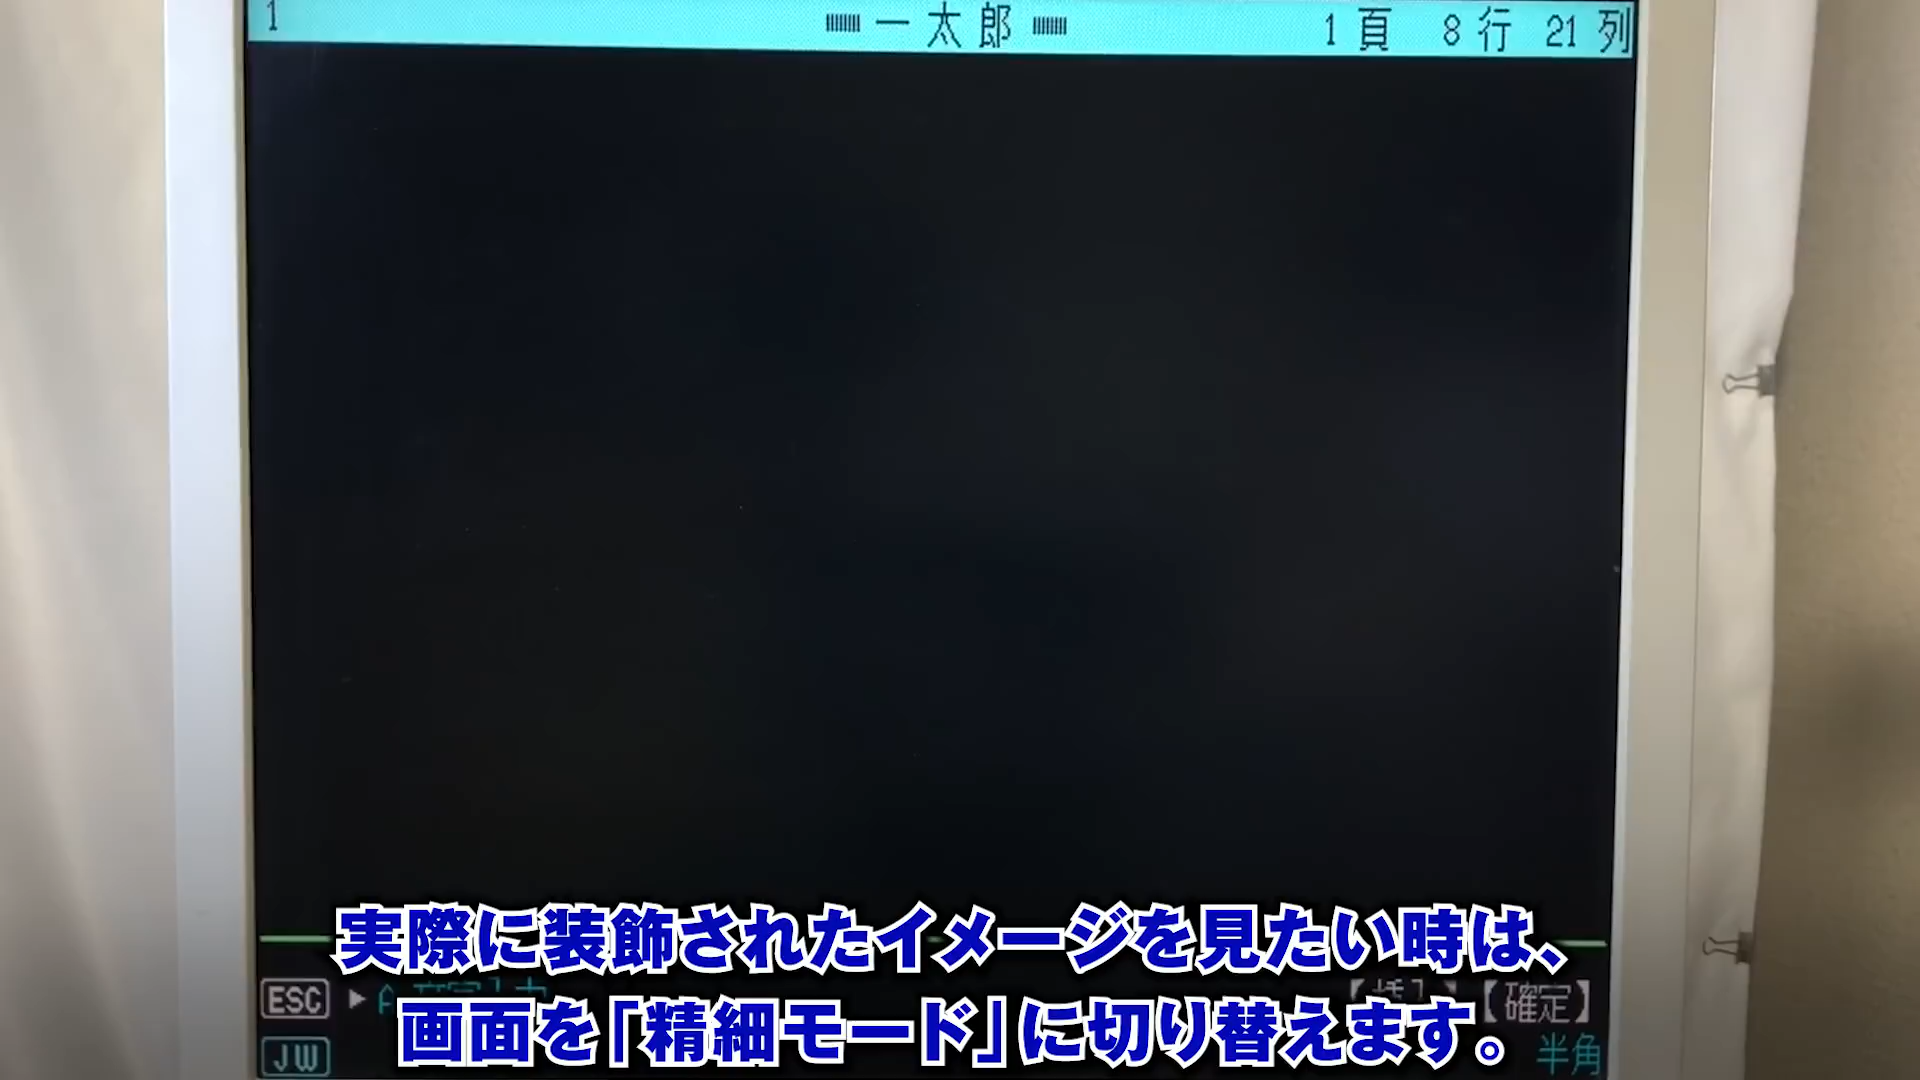 1 一太郎 1頁 8行 21列
実際に装飾されたイメージを見たい時は、
ESC
【確定】
画面を「精細モード」に切り替えます。
JW 半角